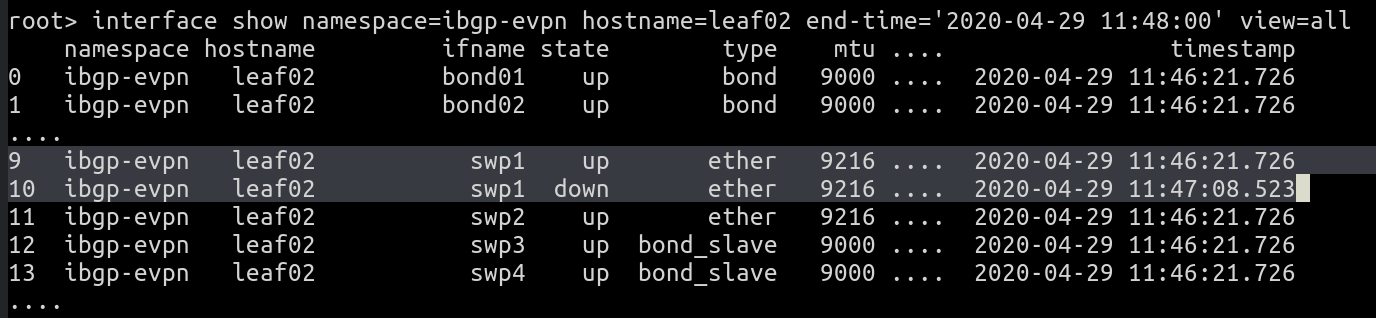 root> interface show namespace=ibgp-evpn hostname=leaf02 end-time='2020-04-29 11:48:00' view=all
namespace hostname ifname state type mtu .... timestamp
0 ibgp-evpn leaf02 bond01 up bond 9000 .... 2020-04-29 11:46:21.726
1 ibgp-evpn leaf02 bond02 up bond 9000 .... 2020-04-29 11:46:21.726
....
9 ibgp-evpn leaf02 swp1 up ether 9216 .... 2020-04-29 11:46:21.726
10 ibgp-evpn leaf02 swp1 down ether 9216 .... 2020-04-29 11:47:08.523
11 ibgp-evpn leaf02 swp2 up ether 9216 .... 2020-04-29 11:46:21.726
12 ibgp-evpn leaf02 swp3 up bond_slave 9000 .... 2020-04-29 11:46:21.726
13 ibgp-evpn leaf02 swp4 up bond_slave 9000 .... 2020-04-29 11:46:21.726
....